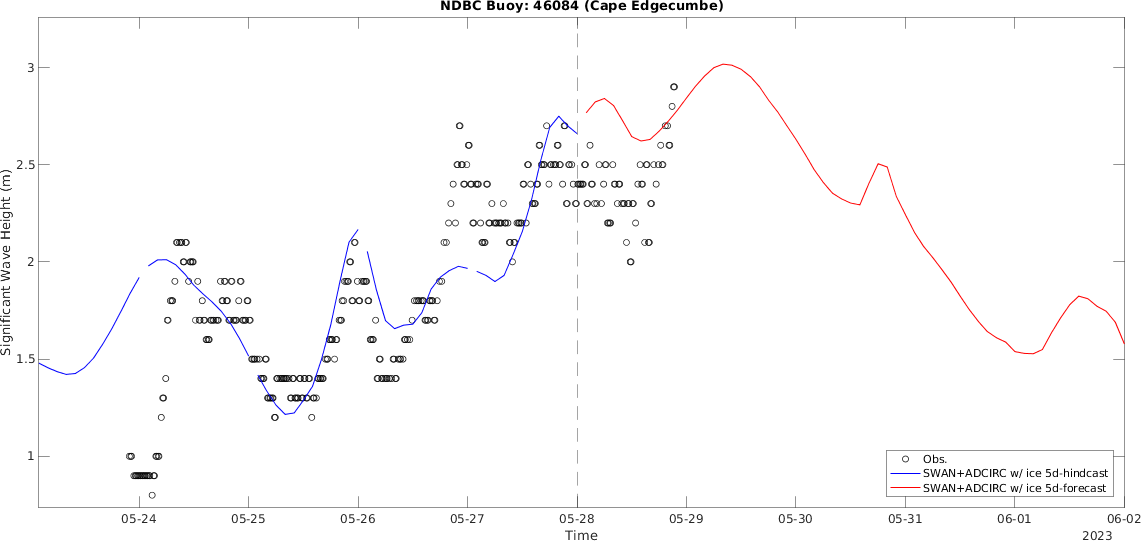 NDBC Buoy: 46084 (Cape Edgecumbe)
Significant Wave Height (m)
3
2.5
2
1.5
1
Obs.
SWAN+ADCIRC w/ ice 5d-hindcast
SWAN+ADCIRC w/ ice 5d-forecast
05-24 05-25 05-26 05-27 05-28 05-29 05-30 05-31 06-01 06-02
Time 2023